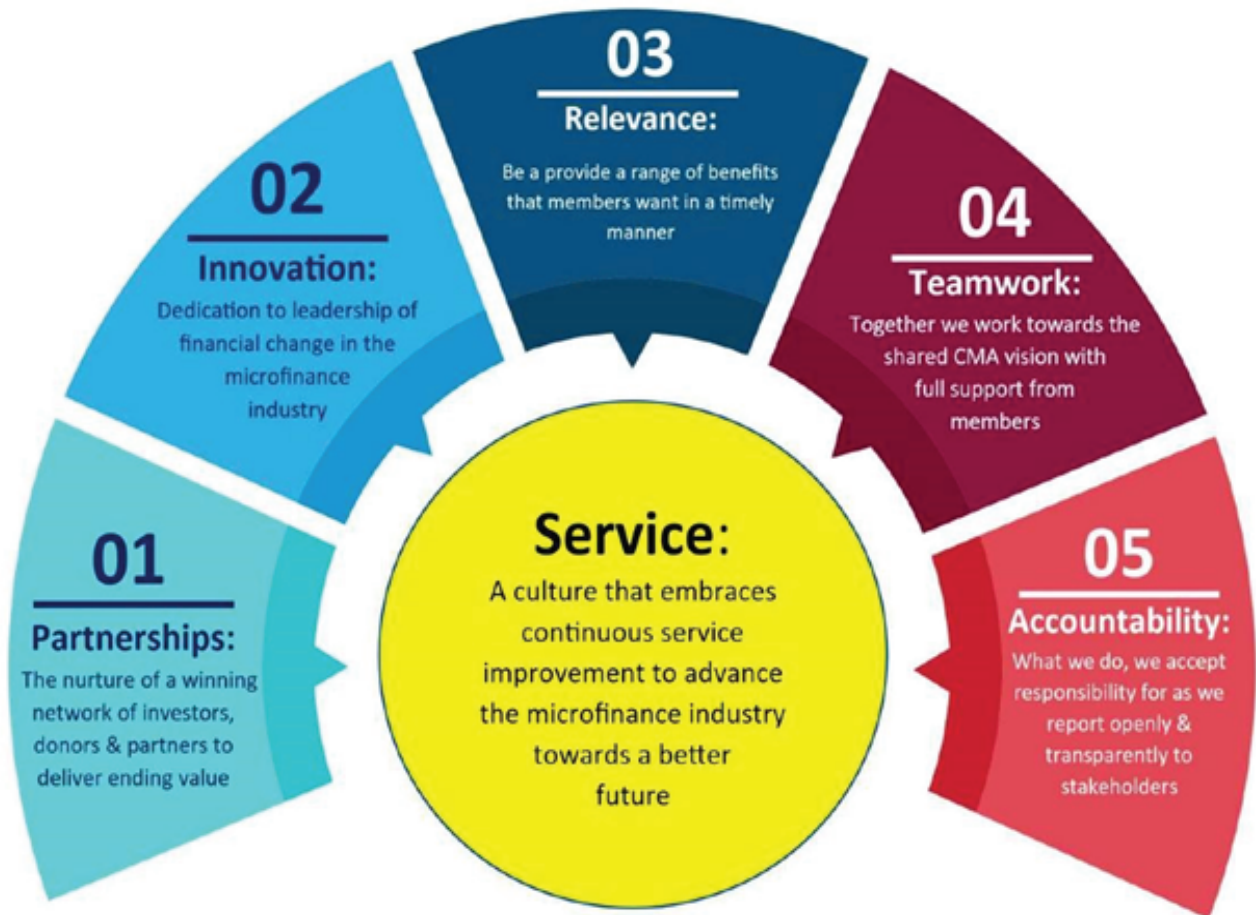 01
Partnerships:
The nurture of a winning
network of investors,
donors & partners to
deliver ending value
02
Innovation:
Dedication to leadership of
financial change in the
microfinance
industry
03
Relevance:
Be a provide a range of benefits
that members want in a timely
manner
04
Teamwork:
Together we work towards the
shared CMA vision with
full support from
members
05
Accountability:
What we do, we accept
responsibility for as we
report openly &
transparently to
stakeholders
Service:
A culture that embraces
continuous service
improvement to advance
the microfinance industry
towards a better
future